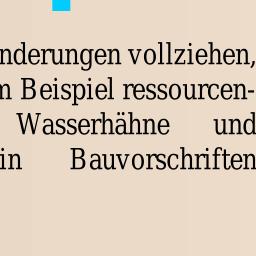 nderungen vollziehen,
m Beispiel ressourcen-
Wasserhähne und
in Bauvorschriften